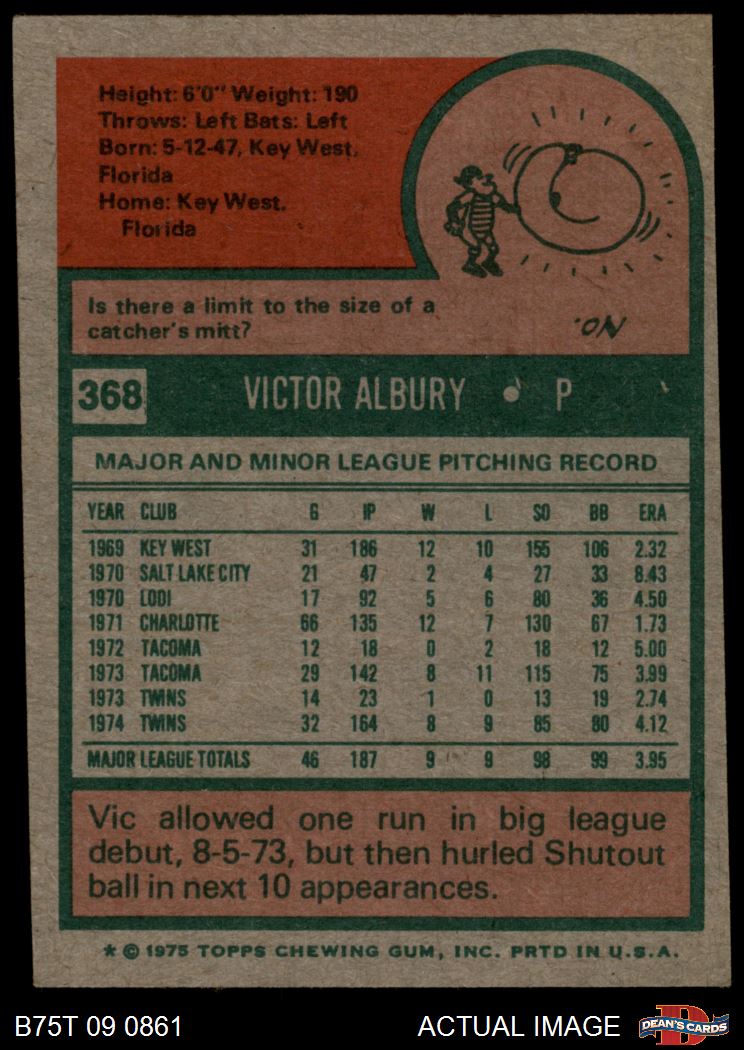 Height: 6'0" Weight: 190
Throws: Left Bats: Left
Born: 5-12-47, Key West,
Florida
Home: Key West,
Florida
Is there a limit to the size of a
catcher's mitt?
NO.
368 VICTOR ALBURY P
MAJOR AND MINOR LEAGUE PITCHING RECORD
YEAR CLUB G IP W L SO BB ERA
1969 KEY WEST 31 186 12 10 155 106 2.32
1970 SALT LAKE CITY 21 47 2 4 27 33 8.43
1970 LODI 17 92 5 6 80 36 4.50
1971 CHARLOTTE 66 135 12 7 130 67 1.73
1972 TACOMA 12 18 0 2 18 12 5.00
1973 TACOMA 29 142 8 11 115 75 3.99
1973 TWINS 14 23 1 0 13 19 2.74
1974 TWINS 32 164 8 9 85 80 4.12
MAJOR LEAGUE TOTALS 46 187 9 9 98 99 3.95
Vic allowed one run in big league
debut, 8-5-73, but then hurled Shutout
ball in next 10 appearances.
* © 1975 TOPPS CHEWING GUM, INC. PRTD IN U.S.A.
B75T 09 0861 ACTUAL IMAGE D DEAN'S CARDS